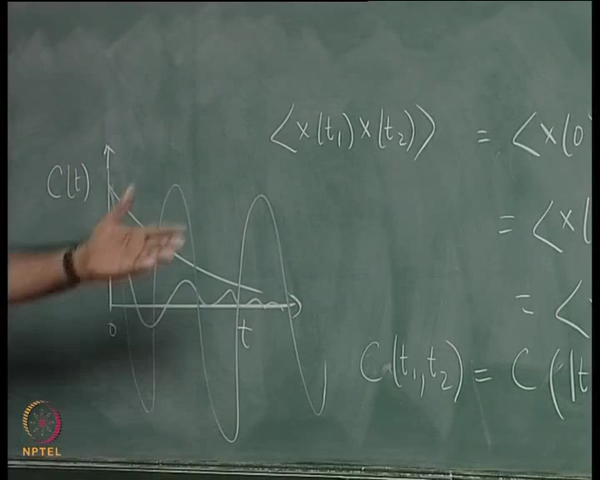 ⟨x(t₁)x(t₂)⟩ = ⟨x(0
C(t)
= ⟨x(
= ⟨
0
t
C(t₁,t₂) = C(|t
NPTEL